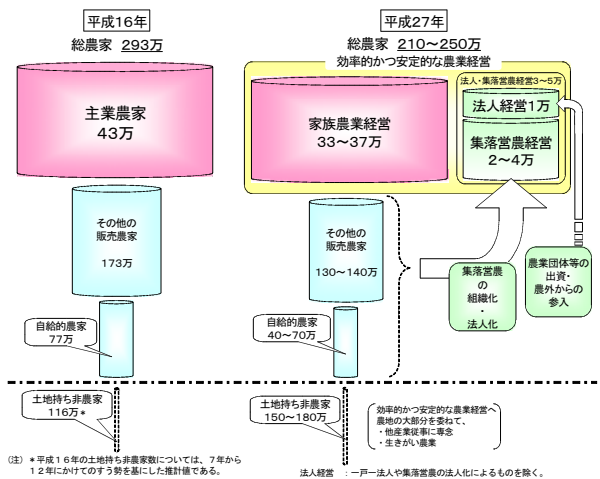 平成16年
総農家 293万
主業農家
43万
その他の
販売農家
173万
自給的農家
77万
土地持ち非農家
116万*
(注) *平成16年の土地持ち非農家数については、7年から
12年にかけてのすう勢を基にした推計値である。
平成27年
総農家 210～250万
効率的かつ安定的な農業経営
家族農業経営
33～37万
法人・集落営農経営3～5万
法人経営1万
集落営農経営
2～4万
その他の
販売農家
130～140万
自給的農家
40～70万
集落営農
の
組織化
・
法人化
農業団体等の
出資・
農外からの
参入
土地持ち非農家
150～180万
効率的かつ安定的な農業経営へ
農地の大部分を委ねて、
・他産業従事に専念
・生きがい農業
法人経営 ：一戸一法人や集落営農の法人化によるものを除く。